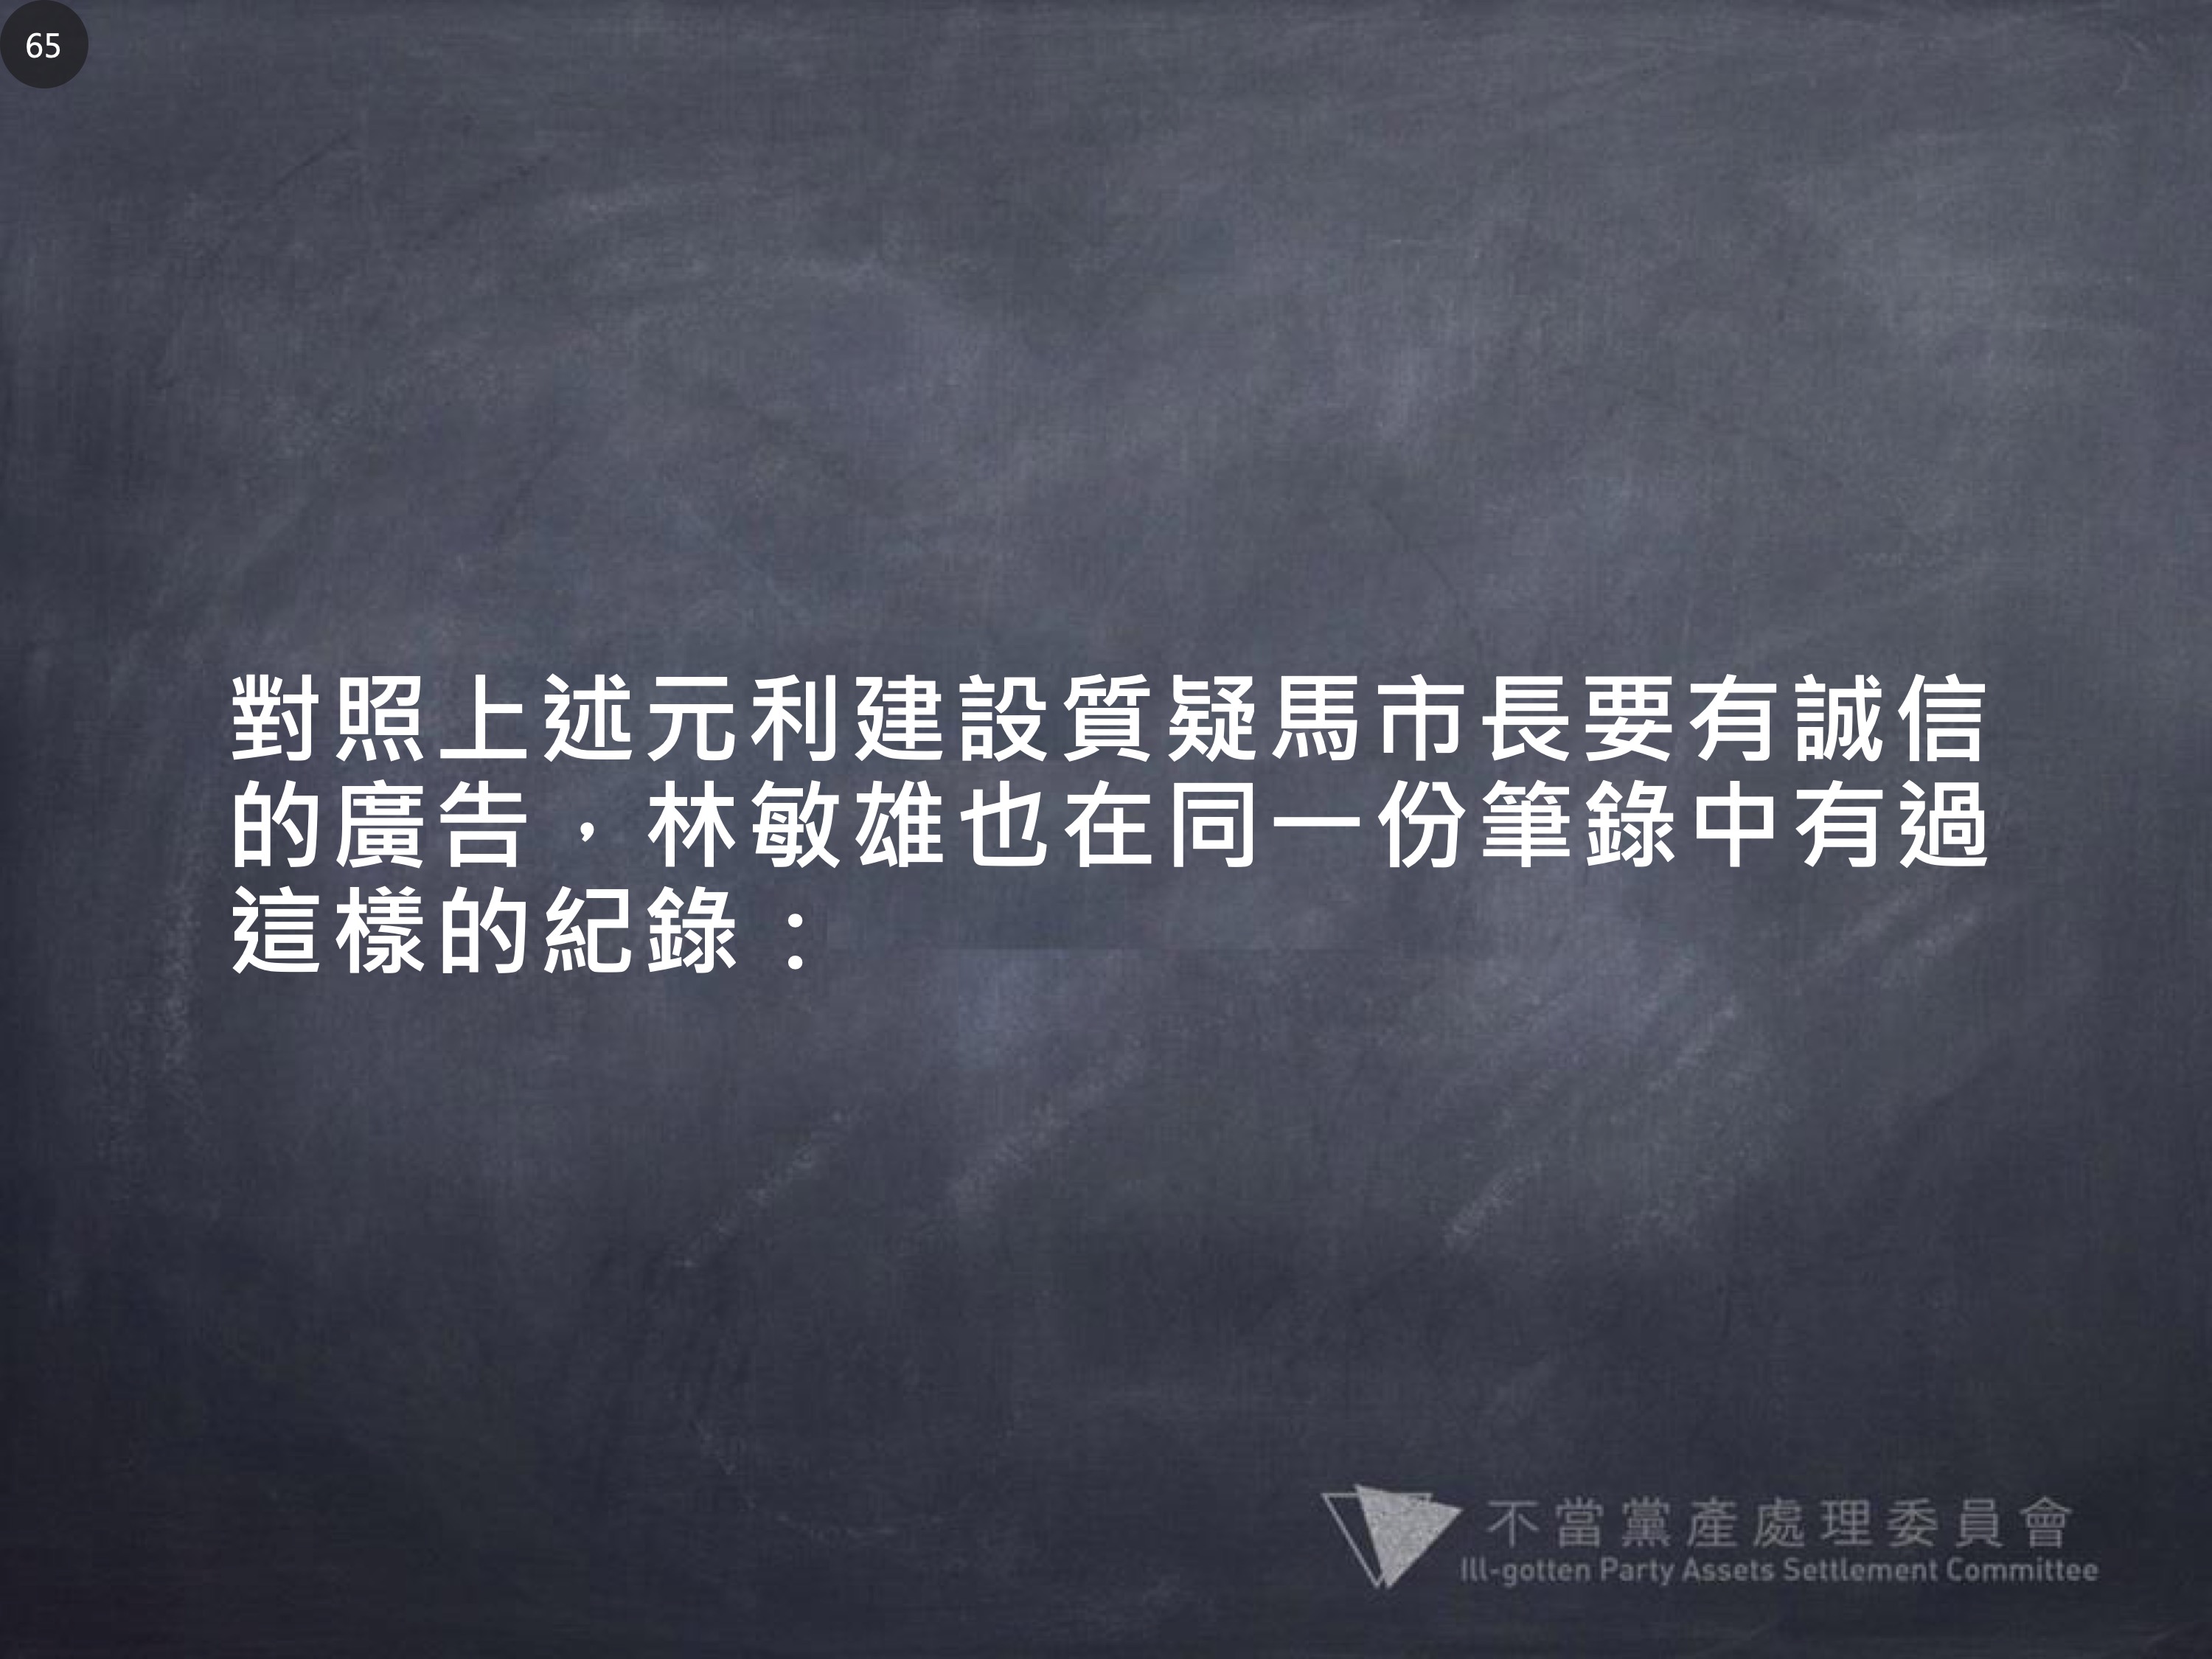 65
對照上述元利建設質疑馬市長要有誠信
的廣告，林敏雄也在同一份筆錄中有過
這樣的紀錄：
不當黨產處理委員會
Ill-gotten Party Assets Settlement Committee